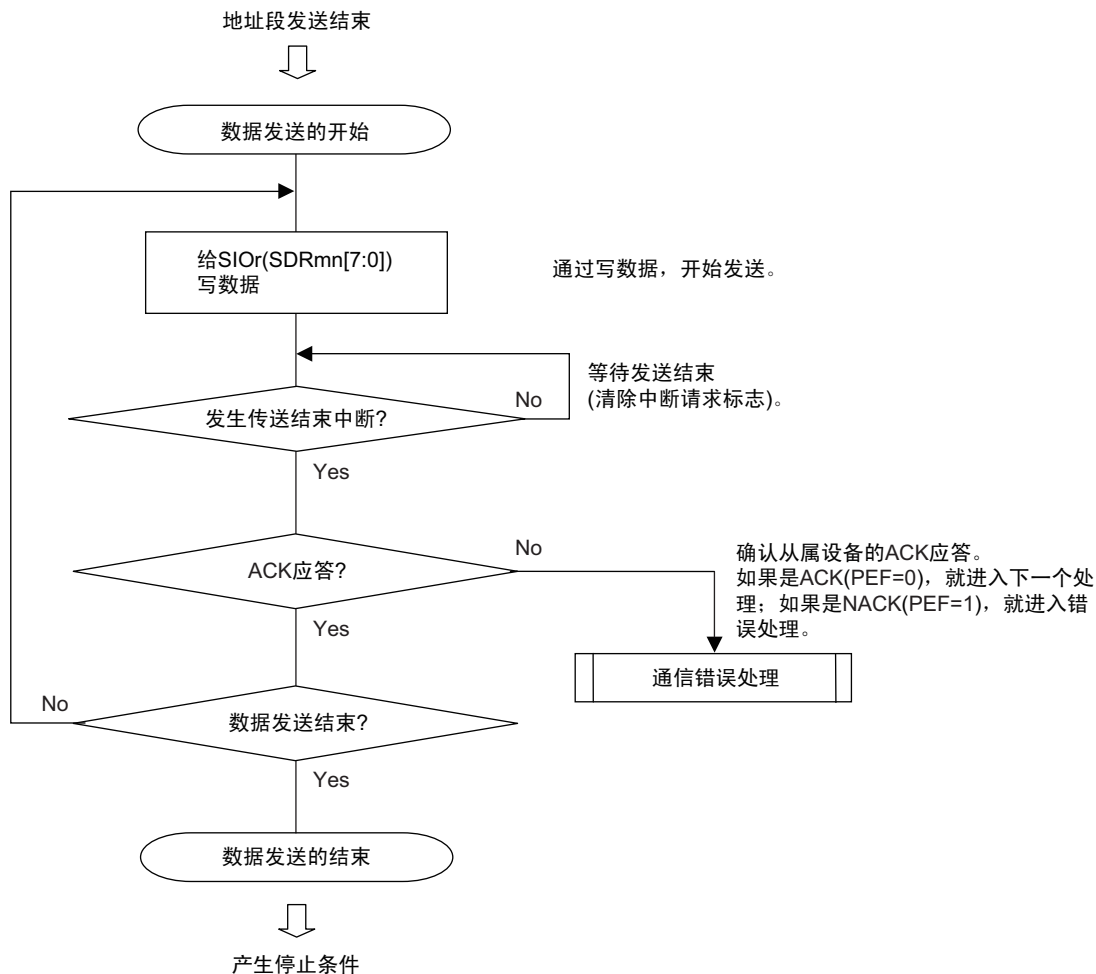 地址段发送结束
数据发送的开始
给SIOr(SDRmn[7:0])
写数据
通过写数据，开始发送。
等待发送结束
(清除中断请求标志)。
No
发生传送结束中断?
Yes
No
ACK应答?
确认从属设备的ACK应答。
如果是ACK(PEF=0)，就进入下一个处
理；如果是NACK(PEF=1)，就进入错
误处理。
Yes
通信错误处理
No
数据发送结束?
Yes
数据发送的结束
产生停止条件